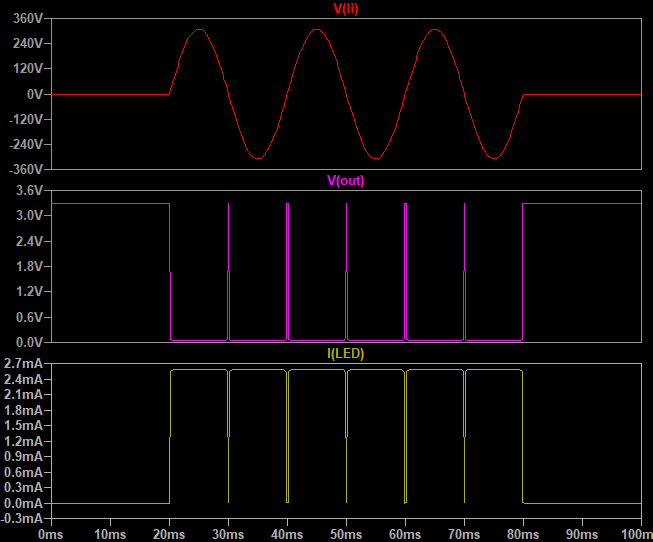 V(li)
360V
240V
120V
0V
-120V
-240V
-360V
V(out)
3.6V
3.0V
2.4V
1.8V
1.2V
0.6V
0.0V
I(LED)
2.7mA
2.4mA
2.1mA
1.8mA
1.5mA
1.2mA
0.9mA
0.6mA
0.3mA
0.0mA
-0.3mA
0ms 10ms 20ms 30ms 40ms 50ms 60ms 70ms 80ms 90ms 100m